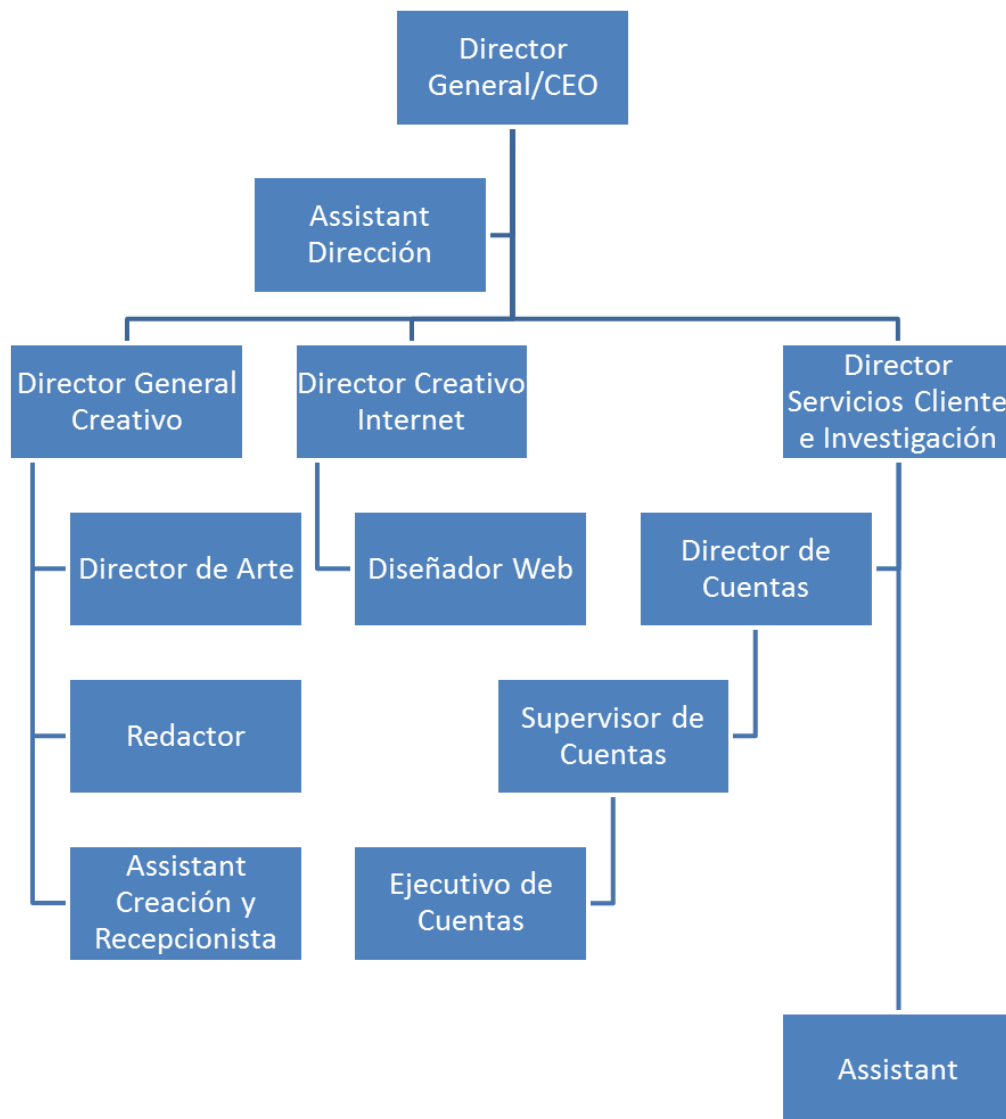 Director
General/CEO
Assistant
Dirección
Director General
Creativo
Director Creativo
Internet
Director
Servicios Cliente
e Investigación
Director de Arte
Diseñador Web
Director de
Cuentas
Redactor
Supervisor de
Cuentas
Assistant
Creación y
Recepcionista
Ejecutivo de
Cuentas
Assistant